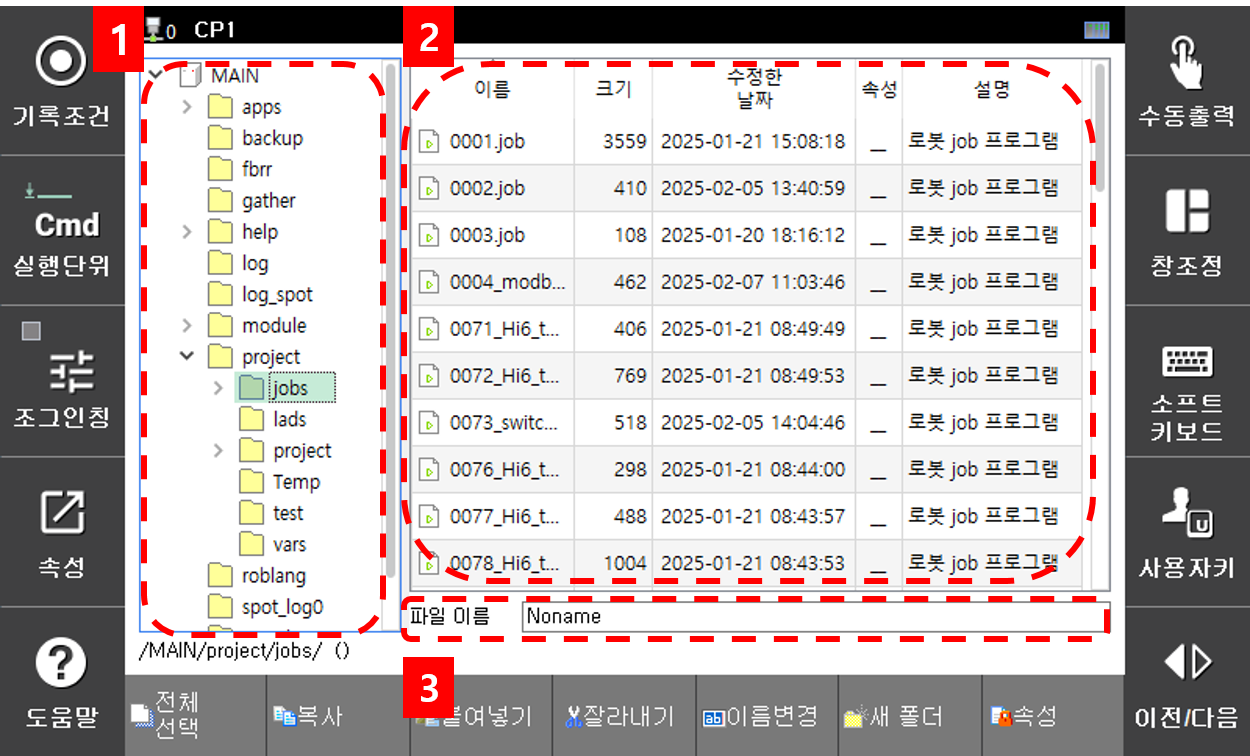 1
0 CP1
2
기록조건
Cmd
실행단위
조그인칭
속성
도움말
MAIN
apps
backup
fbrr
gather
help
log
log_spot
module
project
jobs
lads
project
Temp
test
vars
roblang
spot_log0
이름 크기 수정한 날짜 속성 설명
0001.job 3559 2025-01-21 15:08:18 __ 로봇 job 프로그램
0002.job 410 2025-02-05 13:40:59 __ 로봇 job 프로그램
0003.job 108 2025-01-20 18:16:12 __ 로봇 job 프로그램
0004_modb... 462 2025-02-07 11:03:46 __ 로봇 job 프로그램
0071_Hi6_t... 406 2025-01-21 08:49:49 __ 로봇 job 프로그램
0072_Hi6_t... 769 2025-01-21 08:49:53 __ 로봇 job 프로그램
0073_switc... 518 2025-02-05 14:04:46 __ 로봇 job 프로그램
0076_Hi6_t... 298 2025-01-21 08:44:00 __ 로봇 job 프로그램
0077_Hi6_t... 488 2025-01-21 08:43:57 __ 로봇 job 프로그램
0078_Hi6_t... 1004 2025-01-21 08:43:53 __ 로봇 job 프로그램
파일 이름 Noname
/MAIN/project/jobs/ ()
3
전체
선택
복사
붙여넣기
잘라내기
이름변경
새 폴더
속성
수동출력
창조정
소프트
키보드
사용자키
U
이전/다음